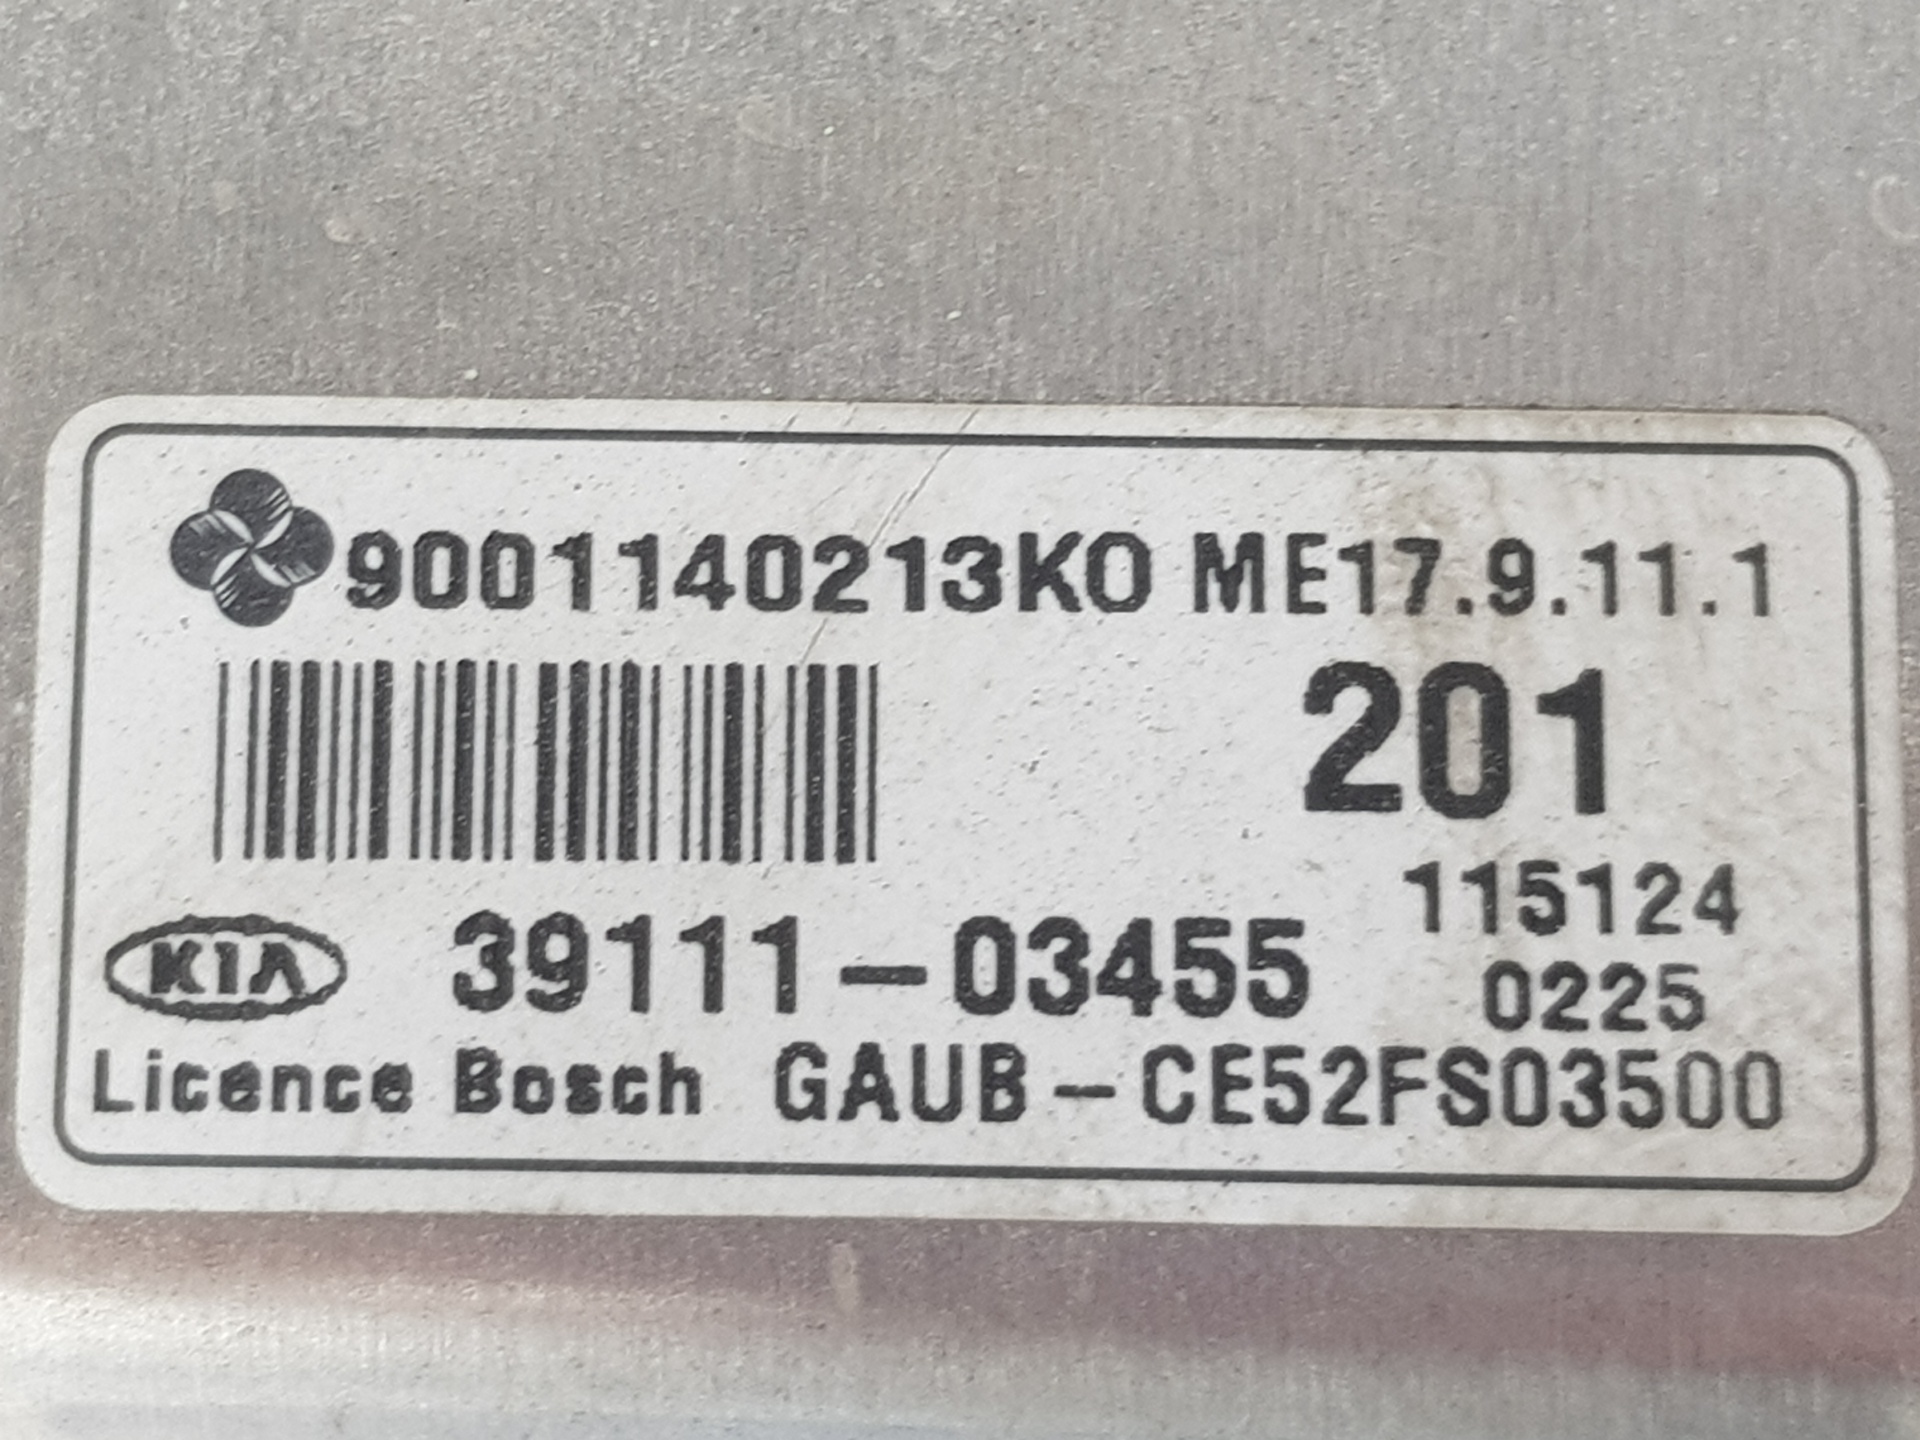 9001140213KO ME17.9.11.1
201
115124
KIA 39111-03455
0225
Licence Bosch GAUB-CE52FS03500